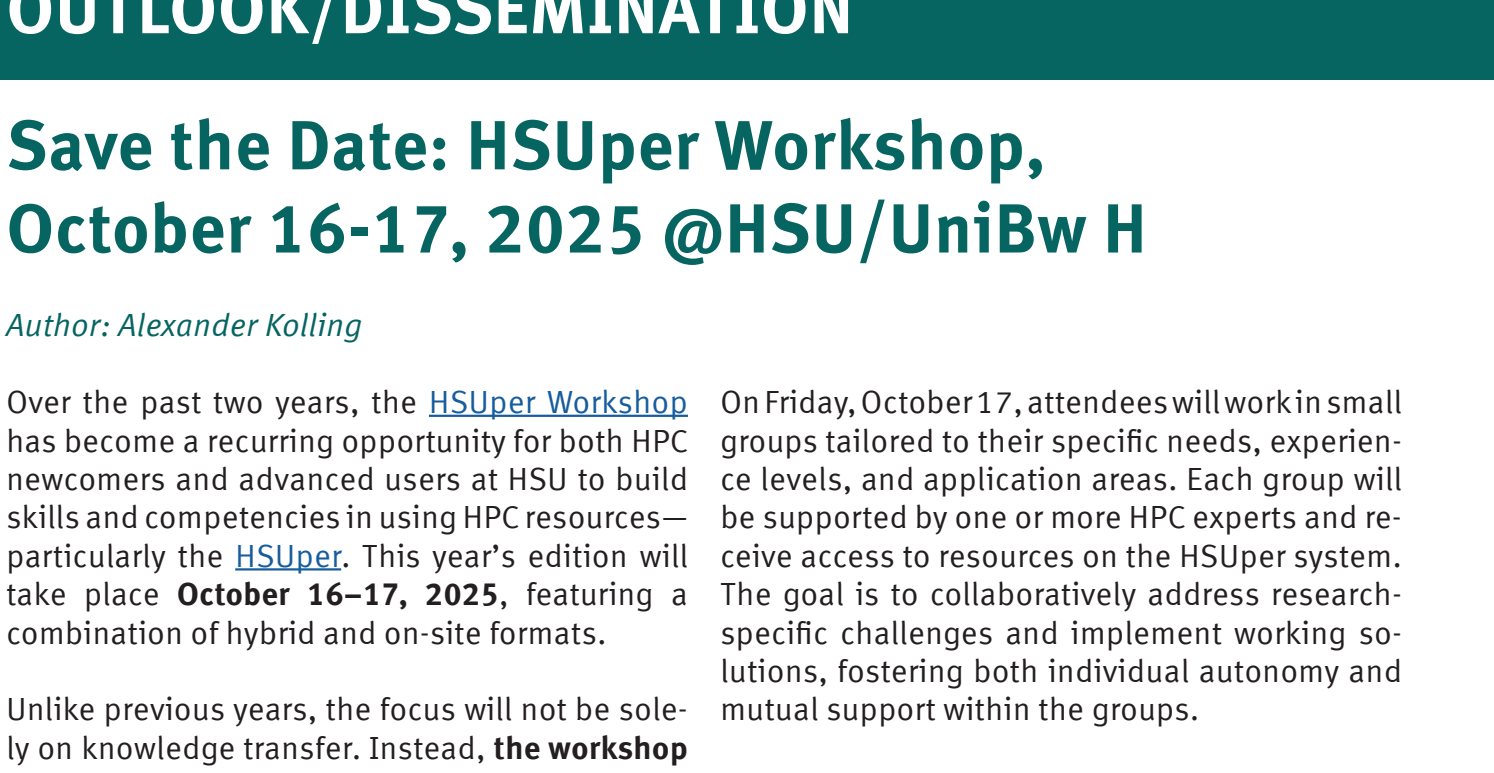 OUTLOOK/DISSEMINATION
Save the Date: HSUper Workshop,
October 16-17, 2025 @HSU/UniBw H
Author: Alexander Kolling
Over the past two years, the HSUper Workshop
has become a recurring opportunity for both HPC
newcomers and advanced users at HSU to build
skills and competencies in using HPC resources—
particularly the HSUper. This year’s edition will
take place October 16–17, 2025, featuring a
combination of hybrid and on-site formats.
Unlike previous years, the focus will not be sole-
ly on knowledge transfer. Instead, the workshop
On Friday, October 17, attendees will work in small
groups tailored to their specific needs, experien-
ce levels, and application areas. Each group will
be supported by one or more HPC experts and re-
ceive access to resources on the HSUper system.
The goal is to collaboratively address research-
specific challenges and implement working so-
lutions, fostering both individual autonomy and
mutual support within the groups.